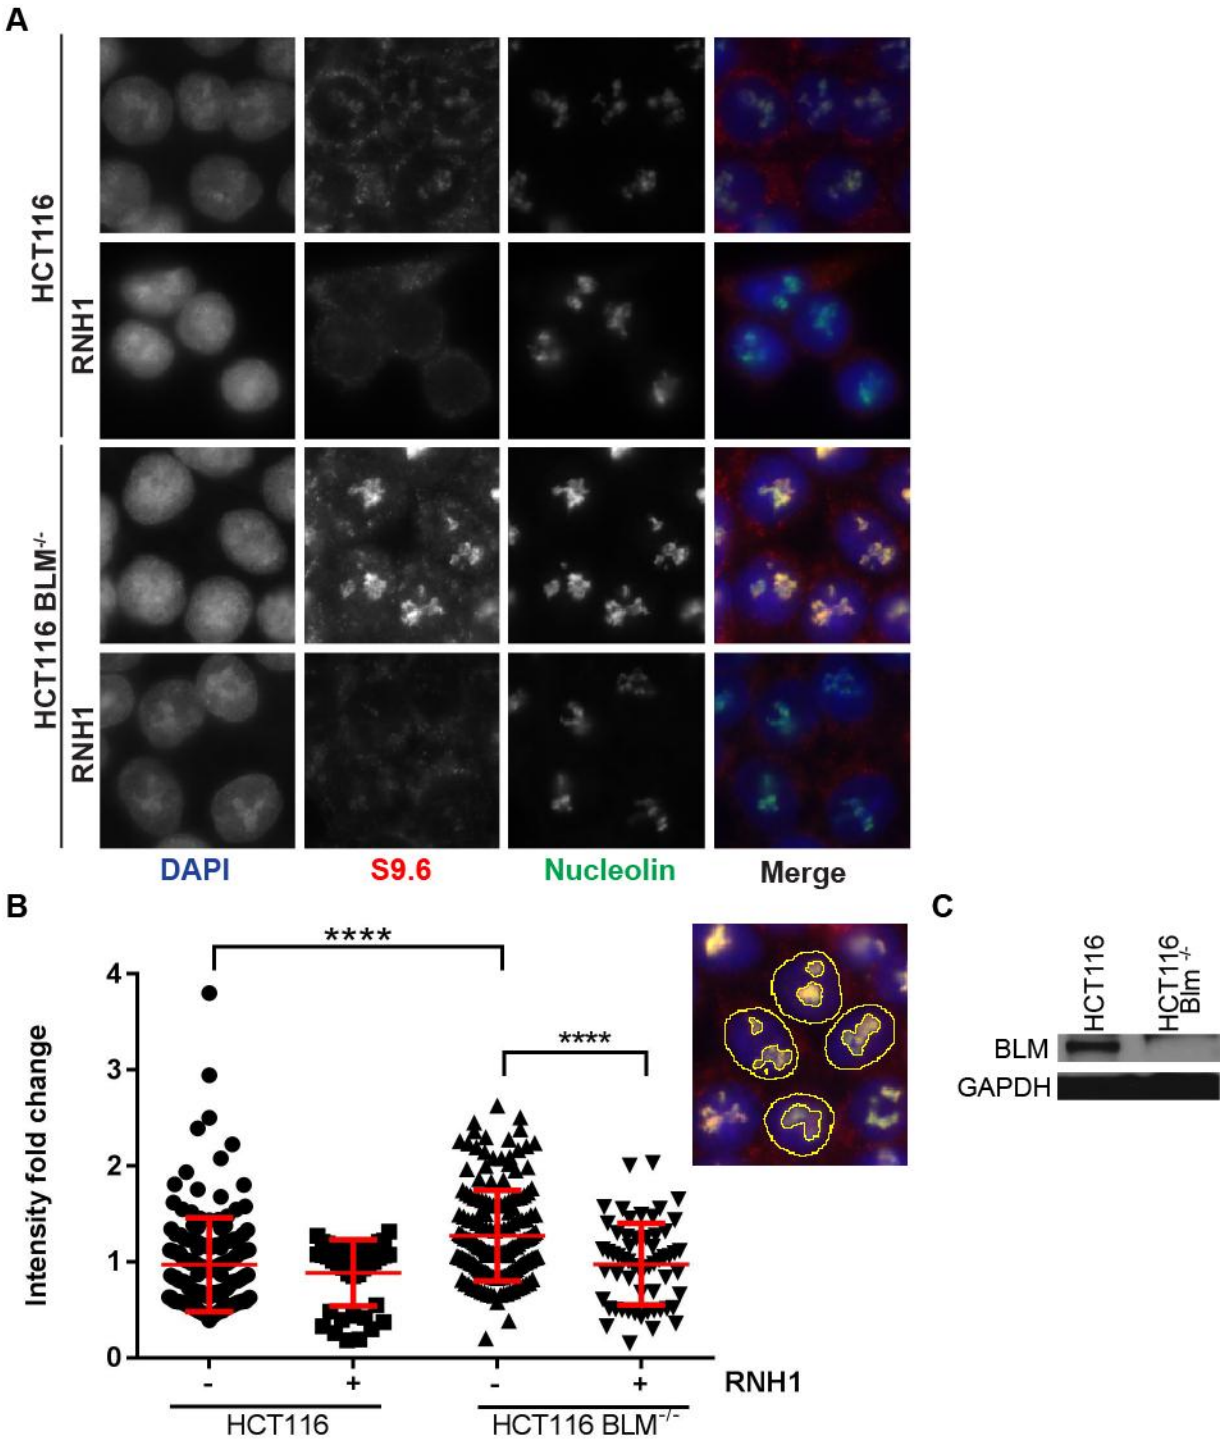 A
HCT116
RNH1
HCT116 BLM-/-
RNH1
DAPI
S9.6
Nucleolin
Merge
B
****
****
Intensity fold change
4
3
2
1
0
-
+
-
+
RNH1
HCT116
HCT116 BLM-/-
C
HCT116
HCT116
Blm -/-
BLM
GAPDH